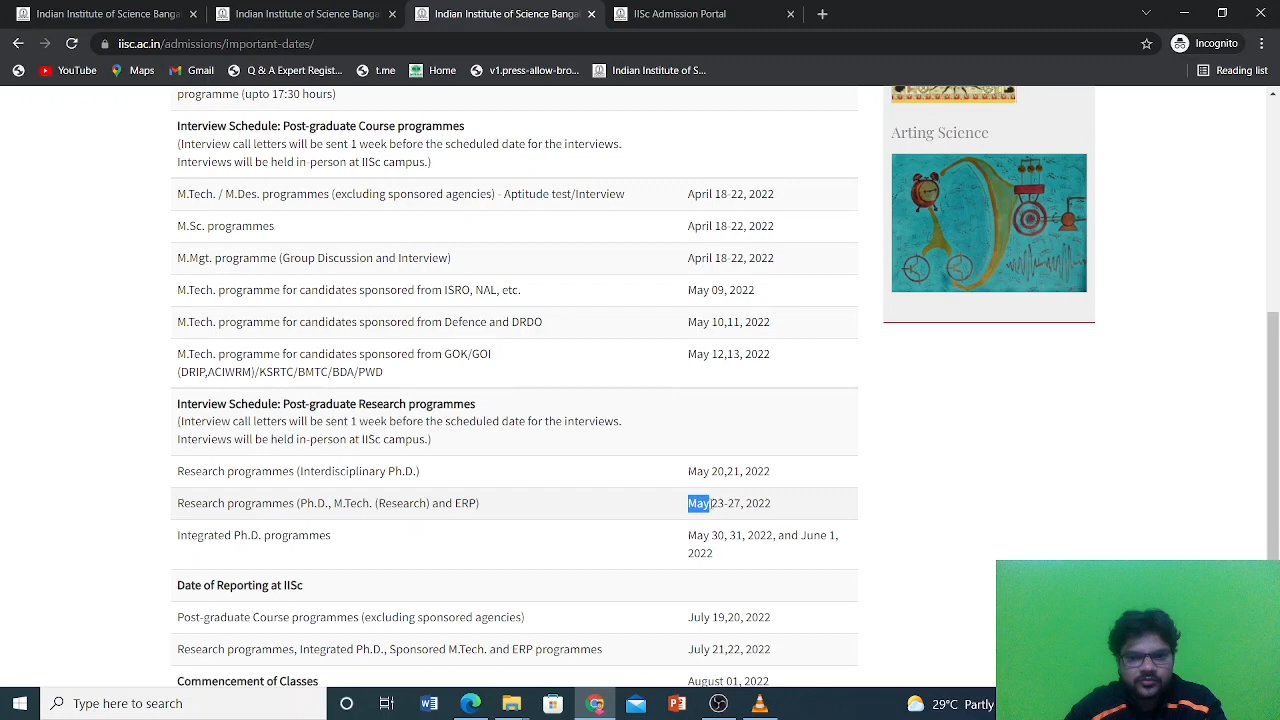 Indian Institute of Science Bangal
Indian Institute of Science Bangal
Indian Institute of Science Bangal
IISc Admission Portal
iisc.ac.in/admissions/important-dates/
Incognito
YouTube
Maps
Gmail
Q & A Expert Regist...
t.me
Home
v1.press-allow-bro...
Indian Institute of S...
Reading list
programme (upto 17:30 hours)
Interview Schedule: Post-graduate Course programmes
(Interview call letters will be sent 1 week before the scheduled date for the interviews.
Interviews will be held in-person at IISc campus.)
M.Tech. / M.Des. programmes (excluding sponsored agencies) - Aptitude test/Interview April 18-22, 2022
M.Sc. programmes April 18-22, 2022
M.Mgt. programme (Group Discussion and Interview) April 18-22, 2022
M.Tech. programme for candidates sponsored from ISRO, NAL, etc. May 09, 2022
M.Tech. programme for candidates sponsored from Defence and DRDO May 10,11, 2022
M.Tech. programme for candidates sponsored from GOK/GOI May 12,13, 2022
(DRIP,ACIWRM)/KSRTC/BMTC/BDA/PWD
Interview Schedule: Post-graduate Research programmes
(Interview call letters will be sent 1 week before the scheduled date for the interviews.
Interviews will be held in-person at IISc campus.)
Research programmes (Interdisciplinary Ph.D.) May 20,21, 2022
Research programmes (Ph.D., M.Tech. (Research) and ERP) May 23-27, 2022
Integrated Ph.D. programmes May 30, 31, 2022, and June 1,
2022
Date of Reporting at IISc
Post-graduate Course programmes (excluding sponsored agencies) July 19,20, 2022
Research programmes, Integrated Ph.D., Sponsored M.Tech. and ERP programmes July 21,22, 2022
Commencement of Classes August 01, 2022
Arting Science
Type here to search
29°C Partly